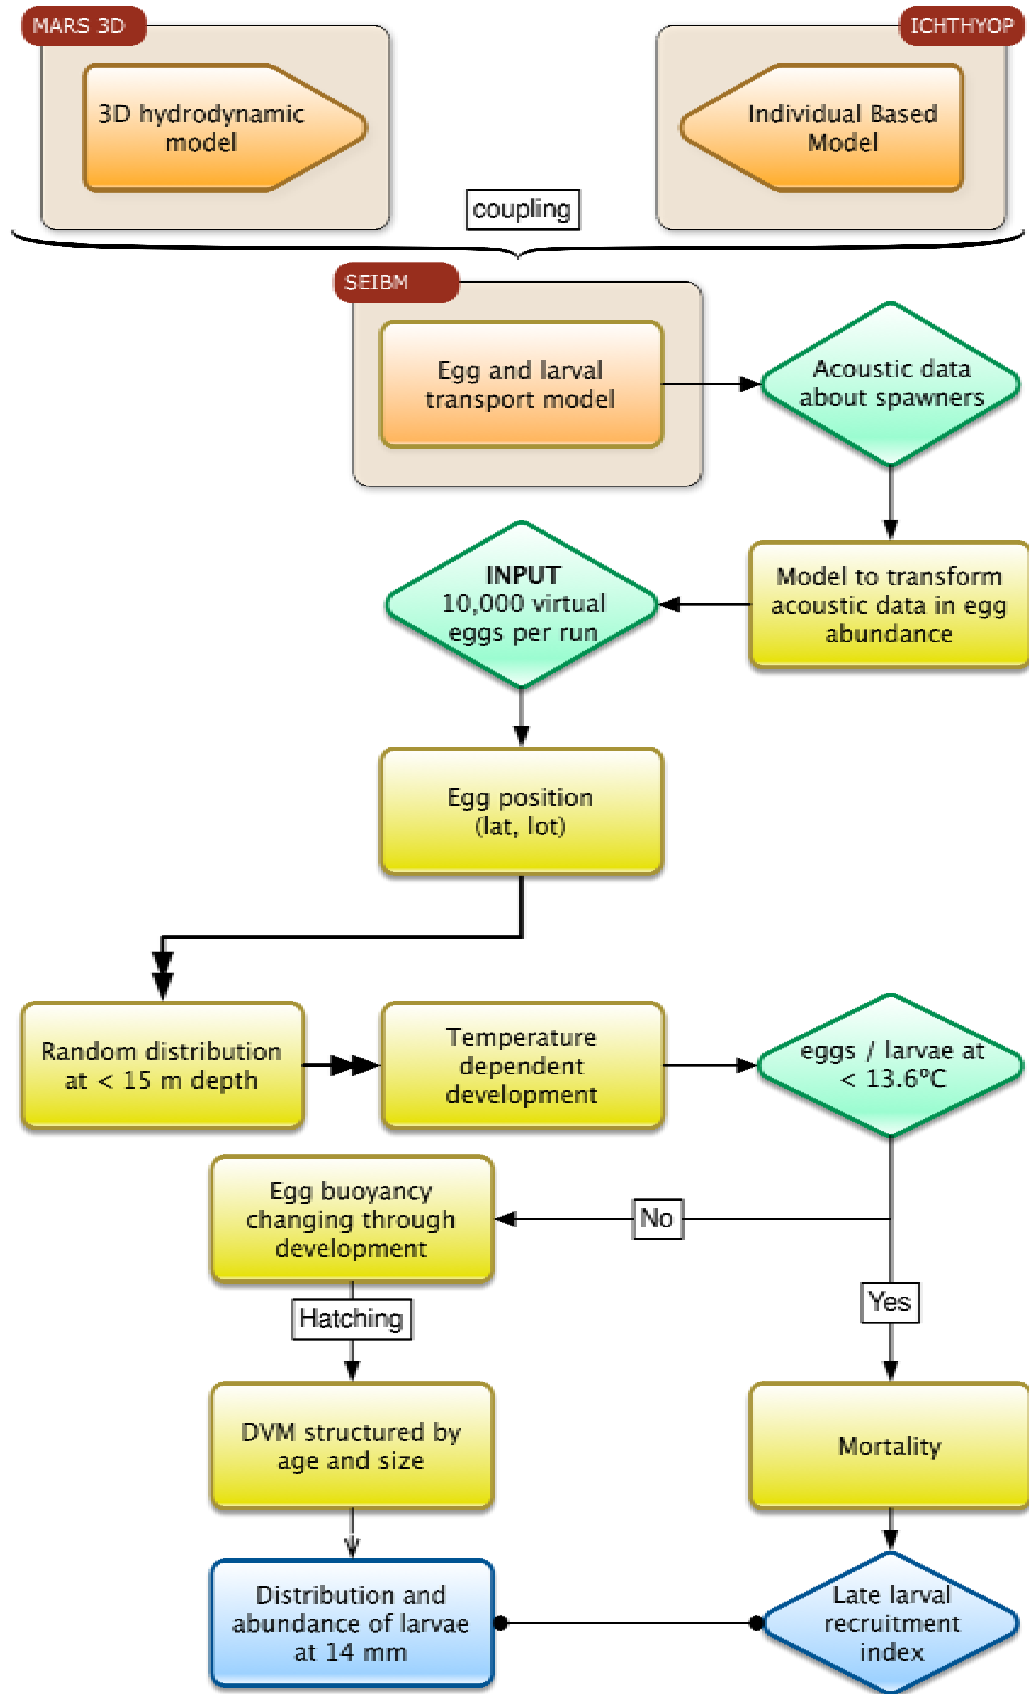 MARS 3D
ICHTHYOP
3D hydrodynamic
model
Individual Based
Model
coupling
SEIBM
Egg and larval
transport model
Acoustic data
about spawners
INPUT
10,000 virtual
eggs per run
Model to transform
acoustic data in egg
abundance
Egg position
(lat, lot)
Random distribution
at < 15 m depth
Temperature
dependent
development
eggs / larvae at
< 13.6ºC
Egg buoyancy
changing through
development
No
Hatching
Yes
DVM structured by
age and size
Mortality
Distribution and
abundance of larvae
at 14 mm
Late larval
recruitment
index